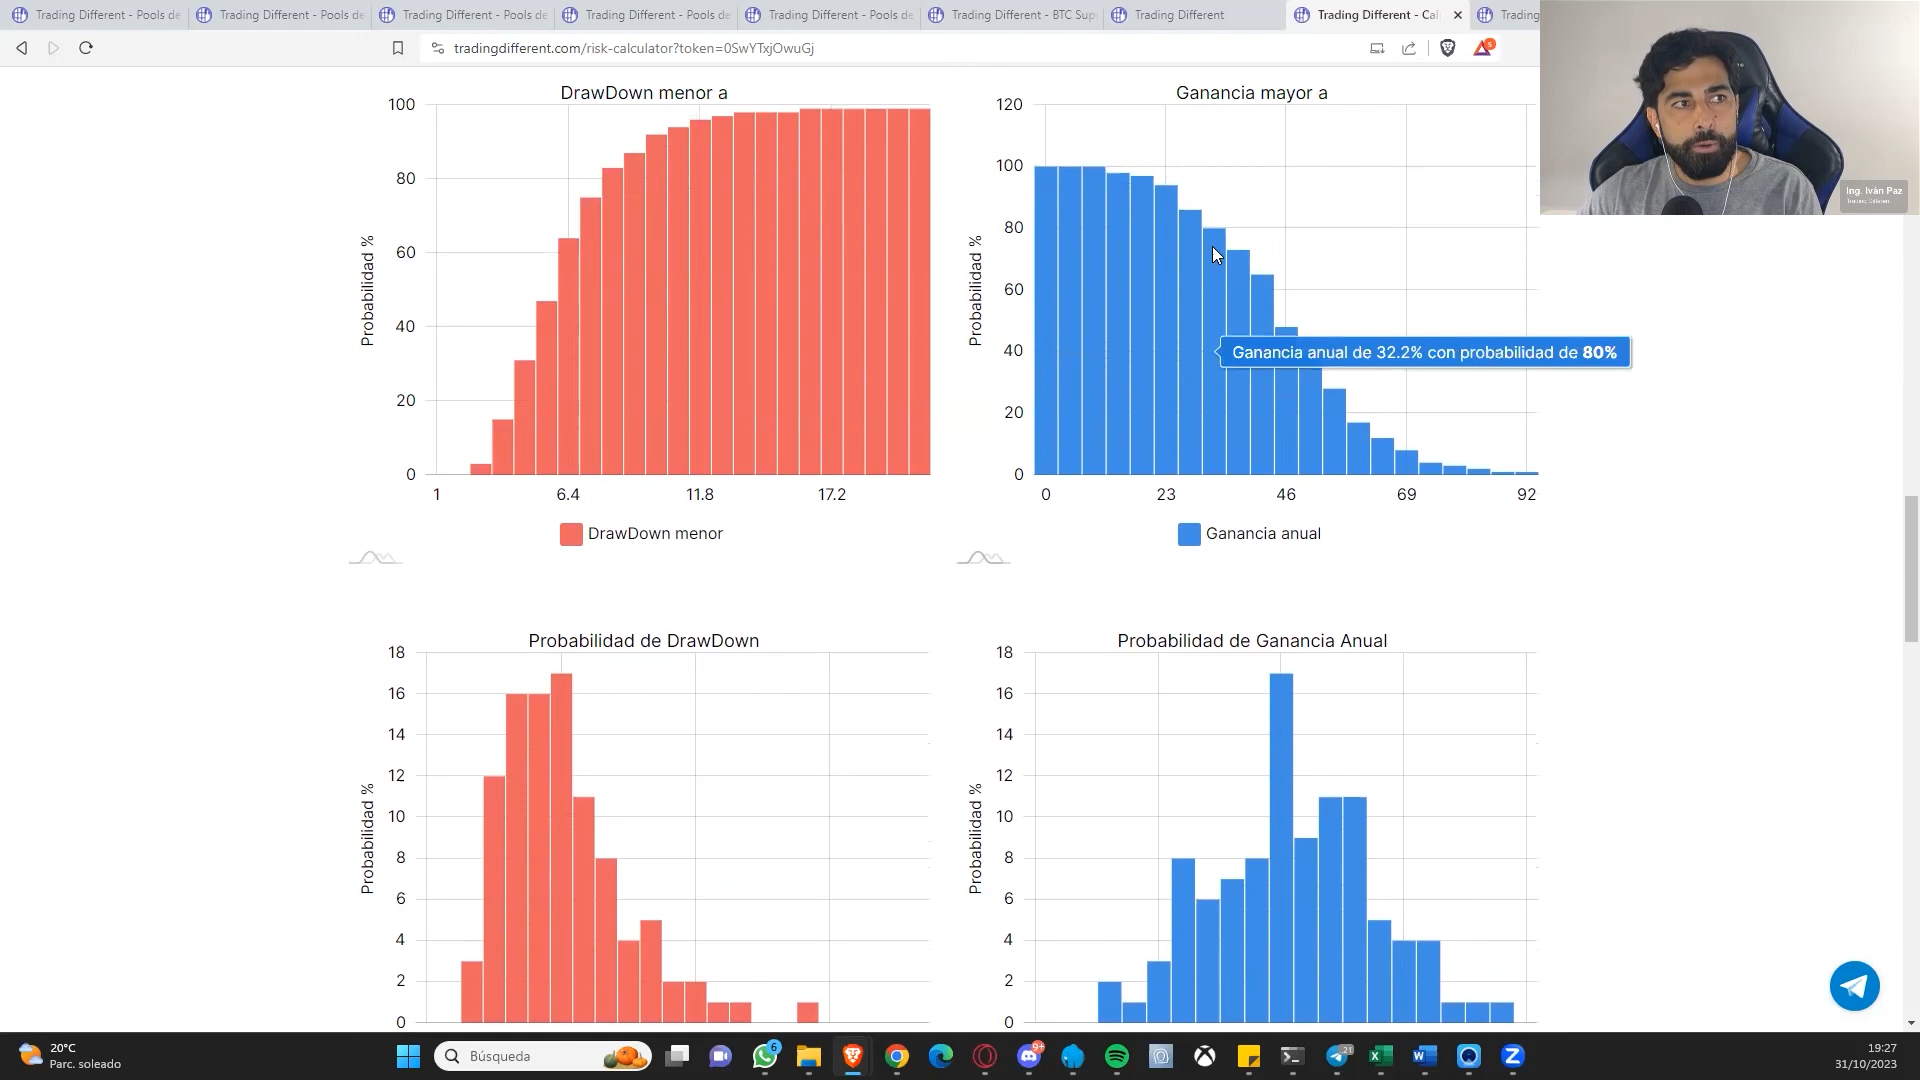 Trading Different - Pools de
Trading Different - Pools de
Trading Different - Pools de
Trading Different - Pools de
Trading Different - Pools de
Trading Different - BTC Sup
Trading Different
Trading Different - Cal
Trading
tradingdifferent.com/risk-calculator?token=0SwYTxjOwuGj
5
Ing. Iván Paz
DrawDown menor a
100
80
60
40
20
0
Probabilidad %
1
6.4
11.8
17.2
DrawDown menor
Ganancia mayor a
120
100
80
60
40
20
0
Probabilidad %
Ganancia anual de 32.2% con probabilidad de 80%
0
23
46
69
92
Ganancia anual
Probabilidad de DrawDown
18
16
14
12
10
8
6
4
2
0
Probabilidad %
Probabilidad de Ganancia Anual
18
16
14
12
10
8
6
4
2
0
Probabilidad %
20°C
Parc. soleado
Búsqueda
6
9+
21
19:27
31/10/2023